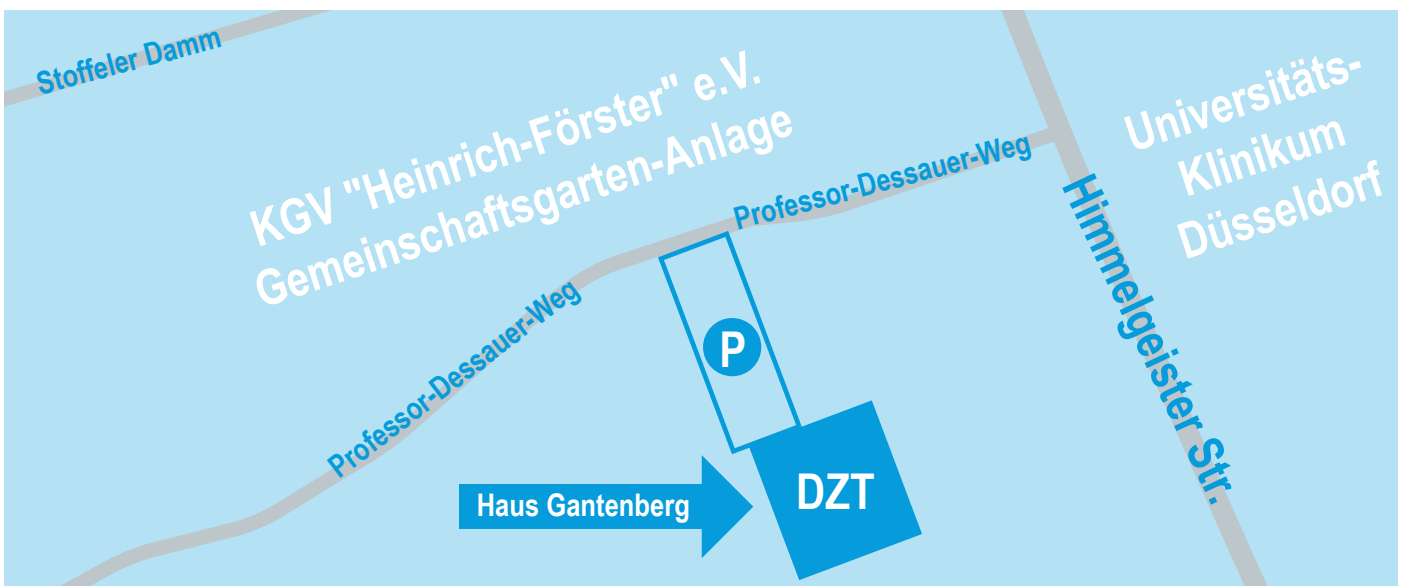 Stoffeler Damm
KGV "Heinrich-Förster" e.V.
Gemeinschaftsgarten-Anlage
Universitäts-
Klinikum
Düsseldorf
Professor-Dessauer-Weg
Himmelgeister Str.
Professor-Dessauer-Weg
P
Haus Gantenberg
DZT